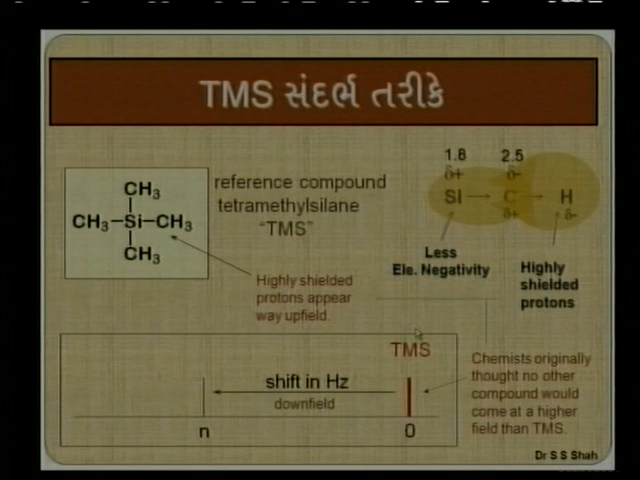 TMS સંદર્ભ તરીકે
CH₃
CH₃–Si–CH₃
CH₃
reference compound
tetramethylsilane
“TMS”
Highly shielded
protons appear
way upfield.
1.8 2.5
δ+ δ-
Si → C → H
δ+ δ-
Less
Ele. Negativity
Highly
shielded
protons
TMS
shift in Hz
downfield
n 0
Chemists originally
thought no other
compound would
come at a higher
field than TMS.
Dr S S Shah